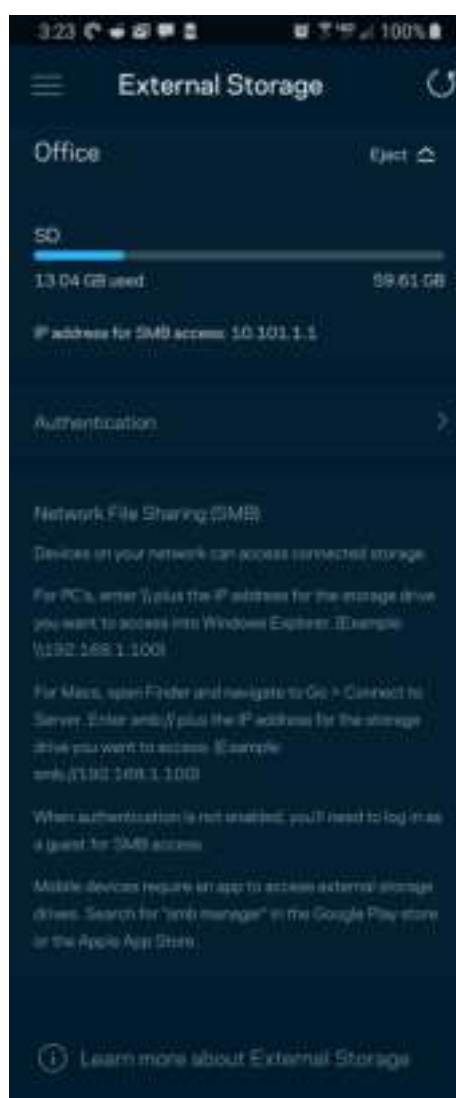 3:23 100%
External Storage
Office Eject
SD
13.04 GB used 59.61 GB
IP address for SMB access: 10.101.1.1
Authentication
Network File Sharing (SMB)
Devices on your network can access connected storage.
For PC's, enter \\ plus the IP address for the storage drive
you want to access into Windows Explorer. (Example:
\\192.168.1.100)
For Macs, open Finder and navigate to Go > Connect to
Server. Enter smb:// plus the IP address for the storage
drive you want to access. (Example:
smb://192.168.1.100)
When authentication is not enabled, you'll need to log in as
a guest for SMB access.
Mobile devices require an app to access external storage
drives. Search for "smb manager" in the Google Play store
or the Apple App Store.
Learn more about External Storage